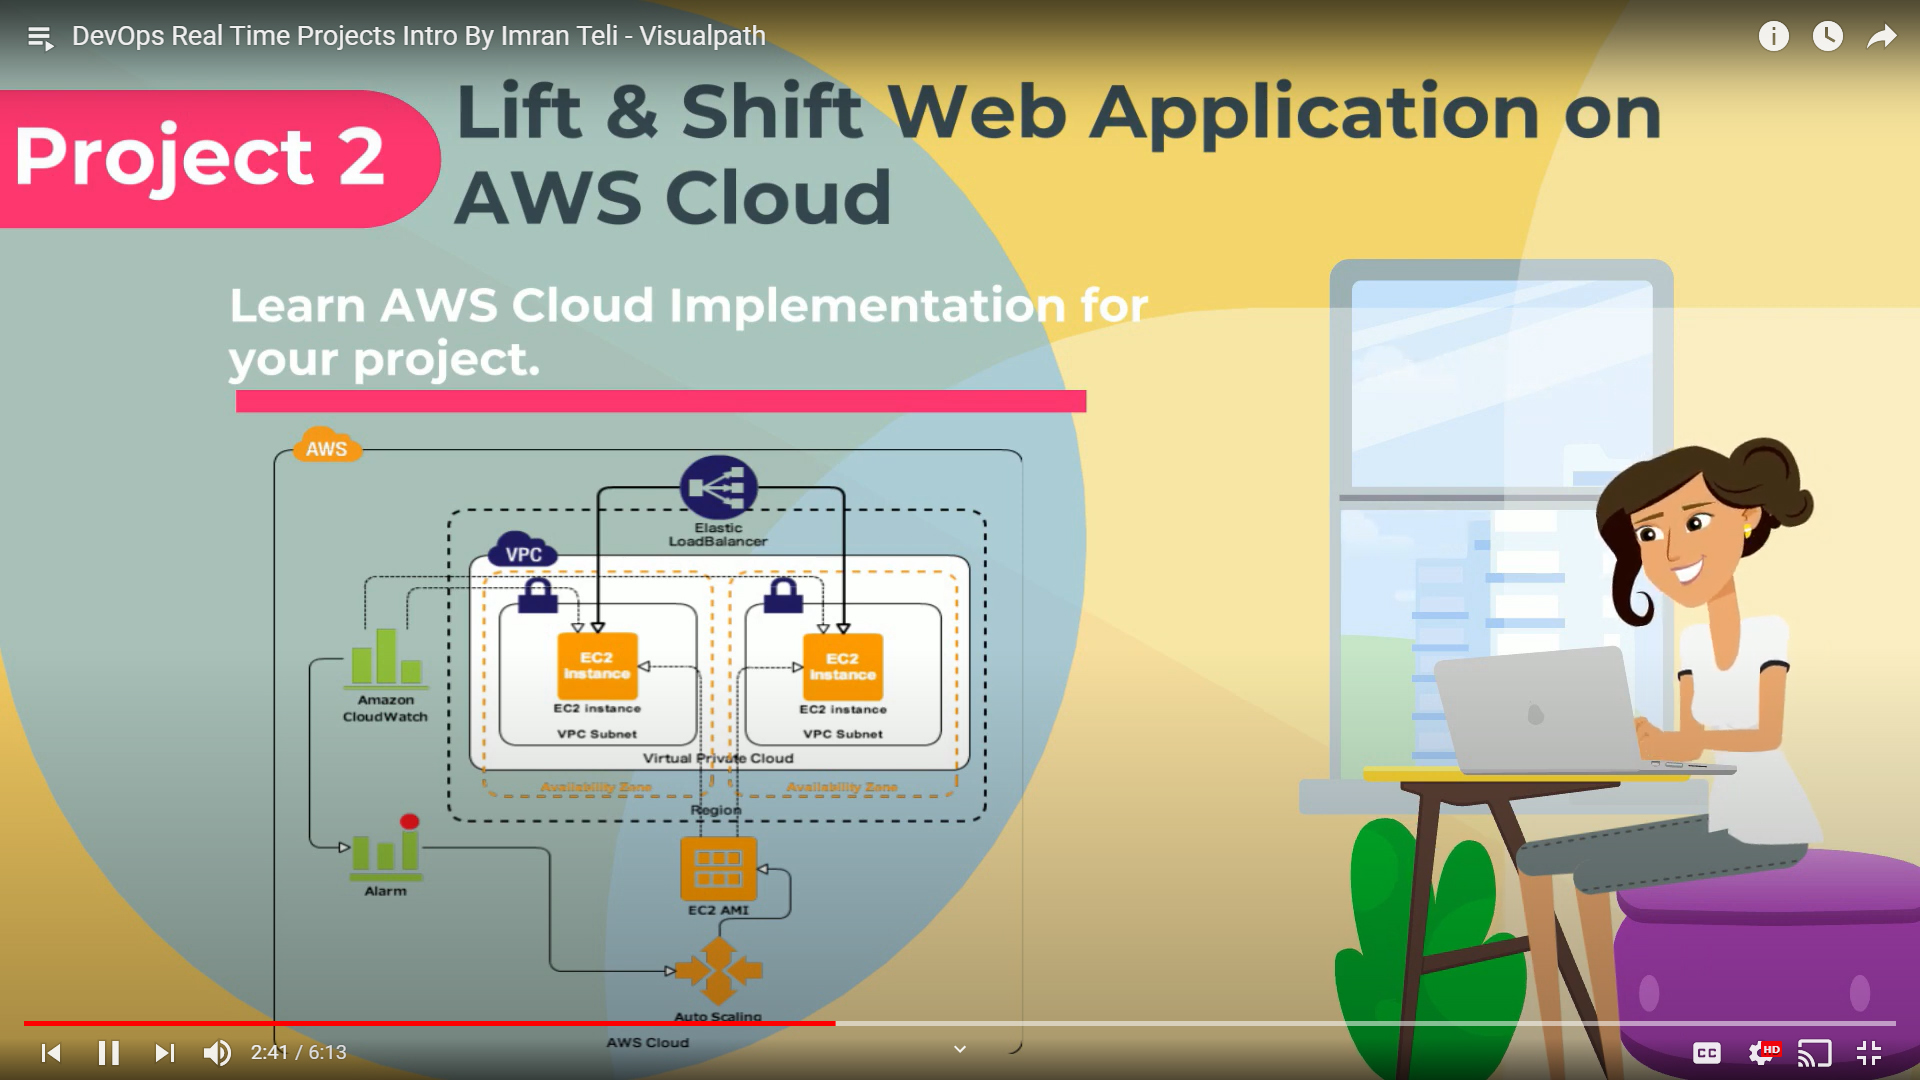 DevOps Real Time Projects Intro By Imran Teli - Visualpath
Project 2
Lift & Shift Web Application on
AWS Cloud
Learn AWS Cloud Implementation for
your project.
AWS
Elastic
LoadBalancer
VPC
EC2
Instance
EC2 instance
VPC Subnet
EC2
Instance
EC2 instance
VPC Subnet
Virtual Private Cloud
Availability Zone
Availability Zone
Region
Amazon
CloudWatch
Alarm
EC2 AMI
Auto Scaling
AWS Cloud
2:41 / 6:13
CC
HD